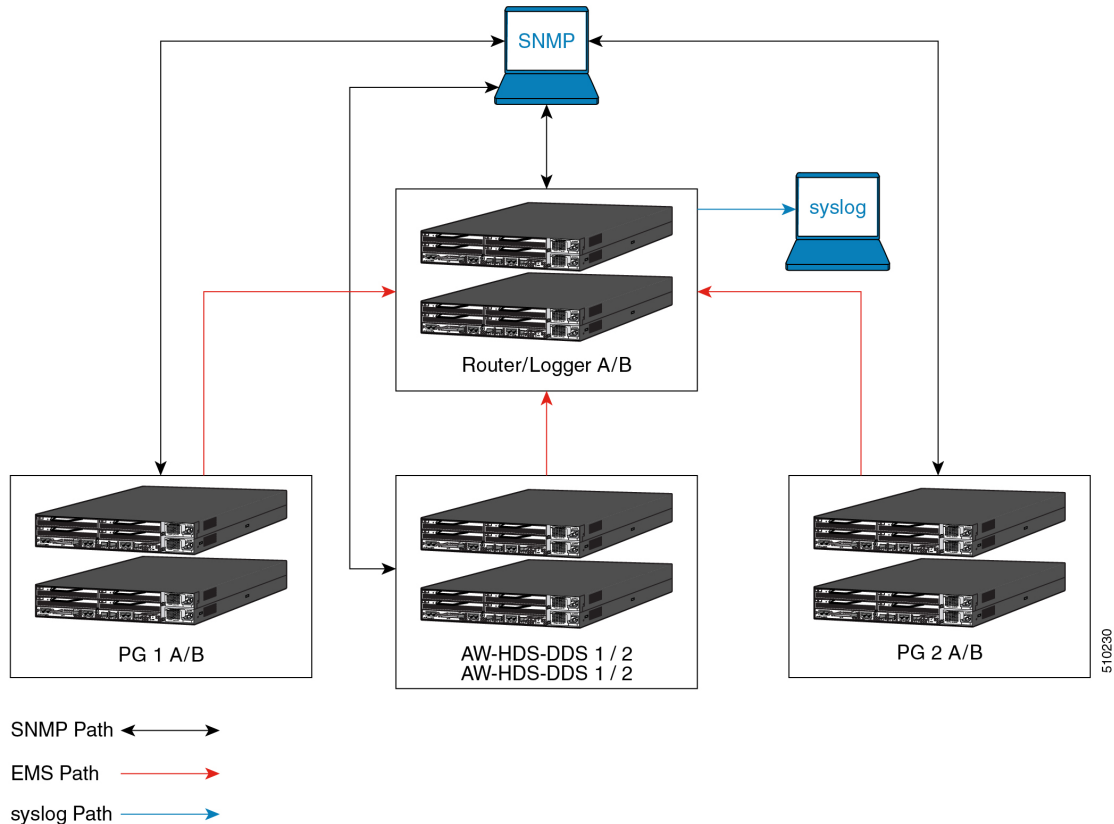 SNMP
syslog
Router/Logger A/B
PG 1 A/B
AW-HDS-DDS 1 / 2
AW-HDS-DDS 1 / 2
PG 2 A/B
510230
SNMP Path
EMS Path
syslog Path